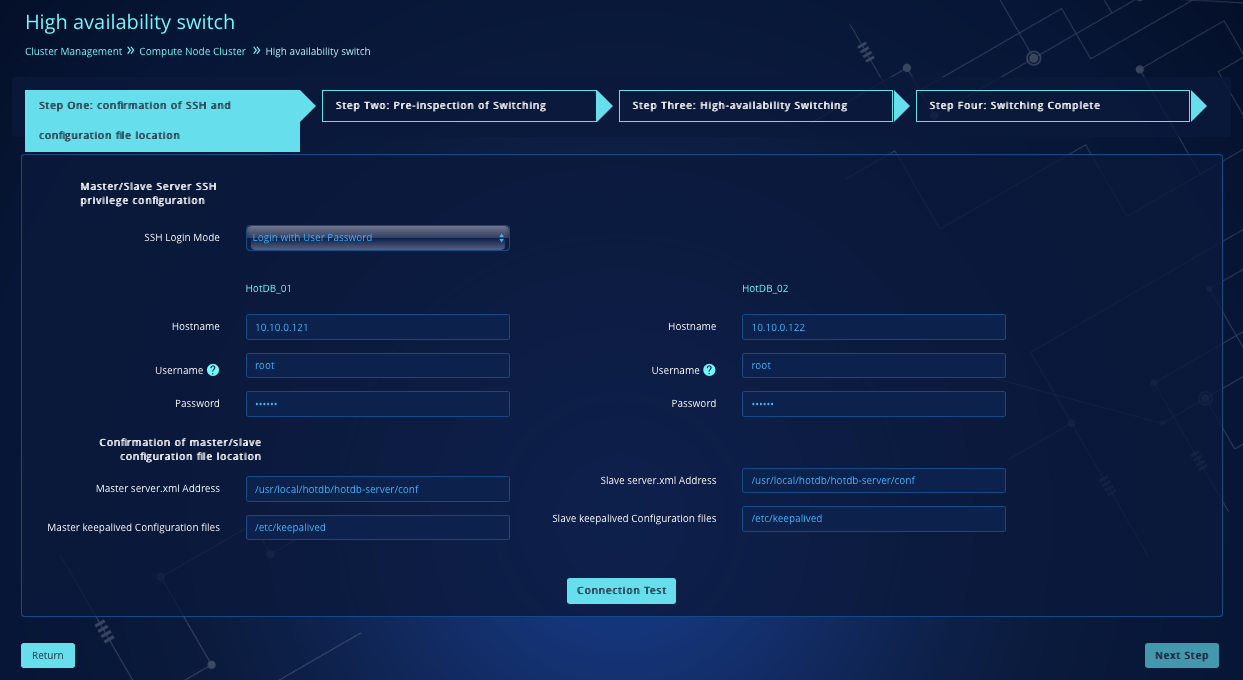 High availability switch
Cluster Management » Compute Node Cluster » High availability switch
Step One: confirmation of SSH and
configuration file location
Step Two: Pre-inspection of Switching
Step Three: High-availability Switching
Step Four: Switching Complete
Master/Slave Server SSH
privilege configuration
SSH Login Mode
Login with User Password
HotDB_01
HotDB_02
Hostname
10.10.0.121
Hostname
10.10.0.122
Username ?
root
Username ?
root
Password
••••••
Password
••••••
Confirmation of master/slave
configuration file location
Master server.xml Address
/usr/local/hotdb/hotdb-server/conf
Slave server.xml Address
/usr/local/hotdb/hotdb-server/conf
Master keepalived Configuration files
/etc/keepalived
Slave keepalived Configuration files
/etc/keepalived
Connection Test
Return
Next Step